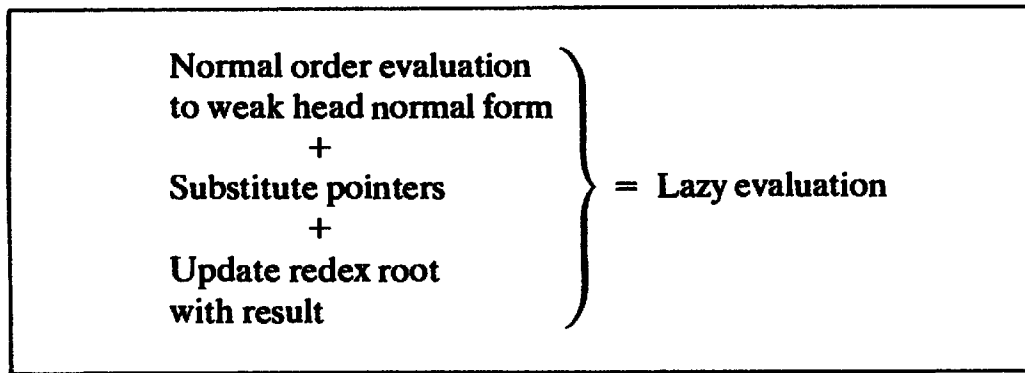 Normal order evaluation
to weak head normal form
+
Substitute pointers
+
Update redex root
with result
= Lazy evaluation